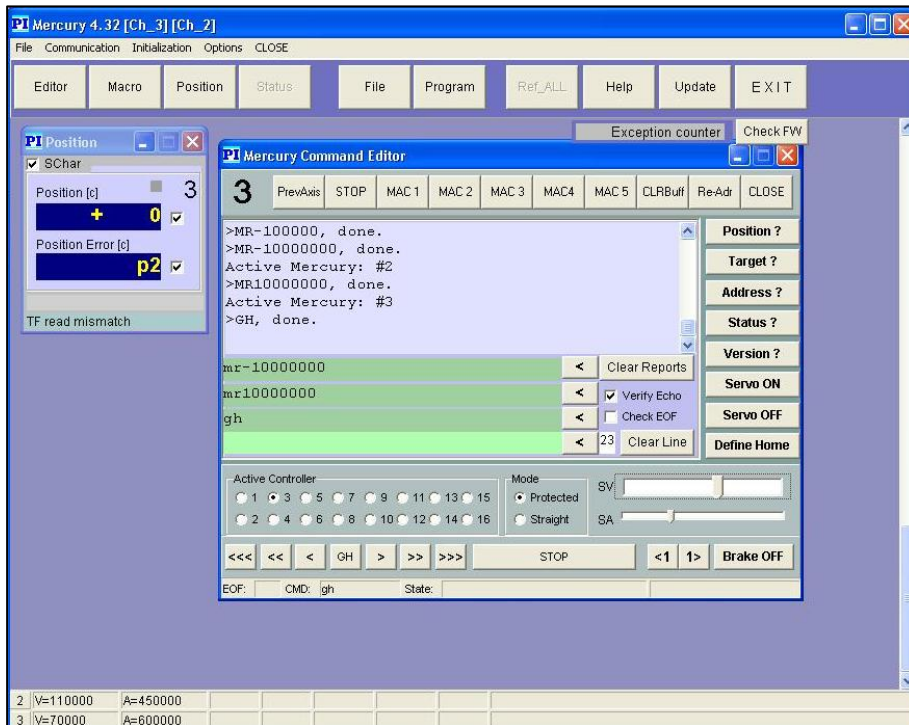 PI Mercury 4.32 [Ch_3] [Ch_2]
File Communication Initialization Options CLOSE
Editor Macro Position Status File Program Ref_ALL Help Update EXIT
Exception counter Check FW
PI Position
SChar
Position [c] 3
+ 0
Position Error [c]
p2
TF read mismatch
PI Mercury Command Editor
3 PrevAxis STOP MAC 1 MAC 2 MAC 3 MAC4 MAC 5 CLRBuff Re-Adr CLOSE
>MR-100000, done.
>MR-10000000, done.
Active Mercury: #2
>MR10000000, done.
Active Mercury: #3
>GH, done.
Position ?
Target ?
Address ?
Status ?
Version ?
Servo ON
Servo OFF
Define Home
mr-10000000 < Clear Reports
mr10000000 < Verify Echo
gh < Check EOF
< 23 Clear Line
Active Controller
1 3 5 7 9 11 13 15
2 4 6 8 10 12 14 16
Mode
Protected
Straight
SV
SA
<<< << < GH > >> >>> STOP <1 1> Brake OFF
EOF: CMD: gh State:
2 V=110000 A=450000
3 V=70000 A=600000